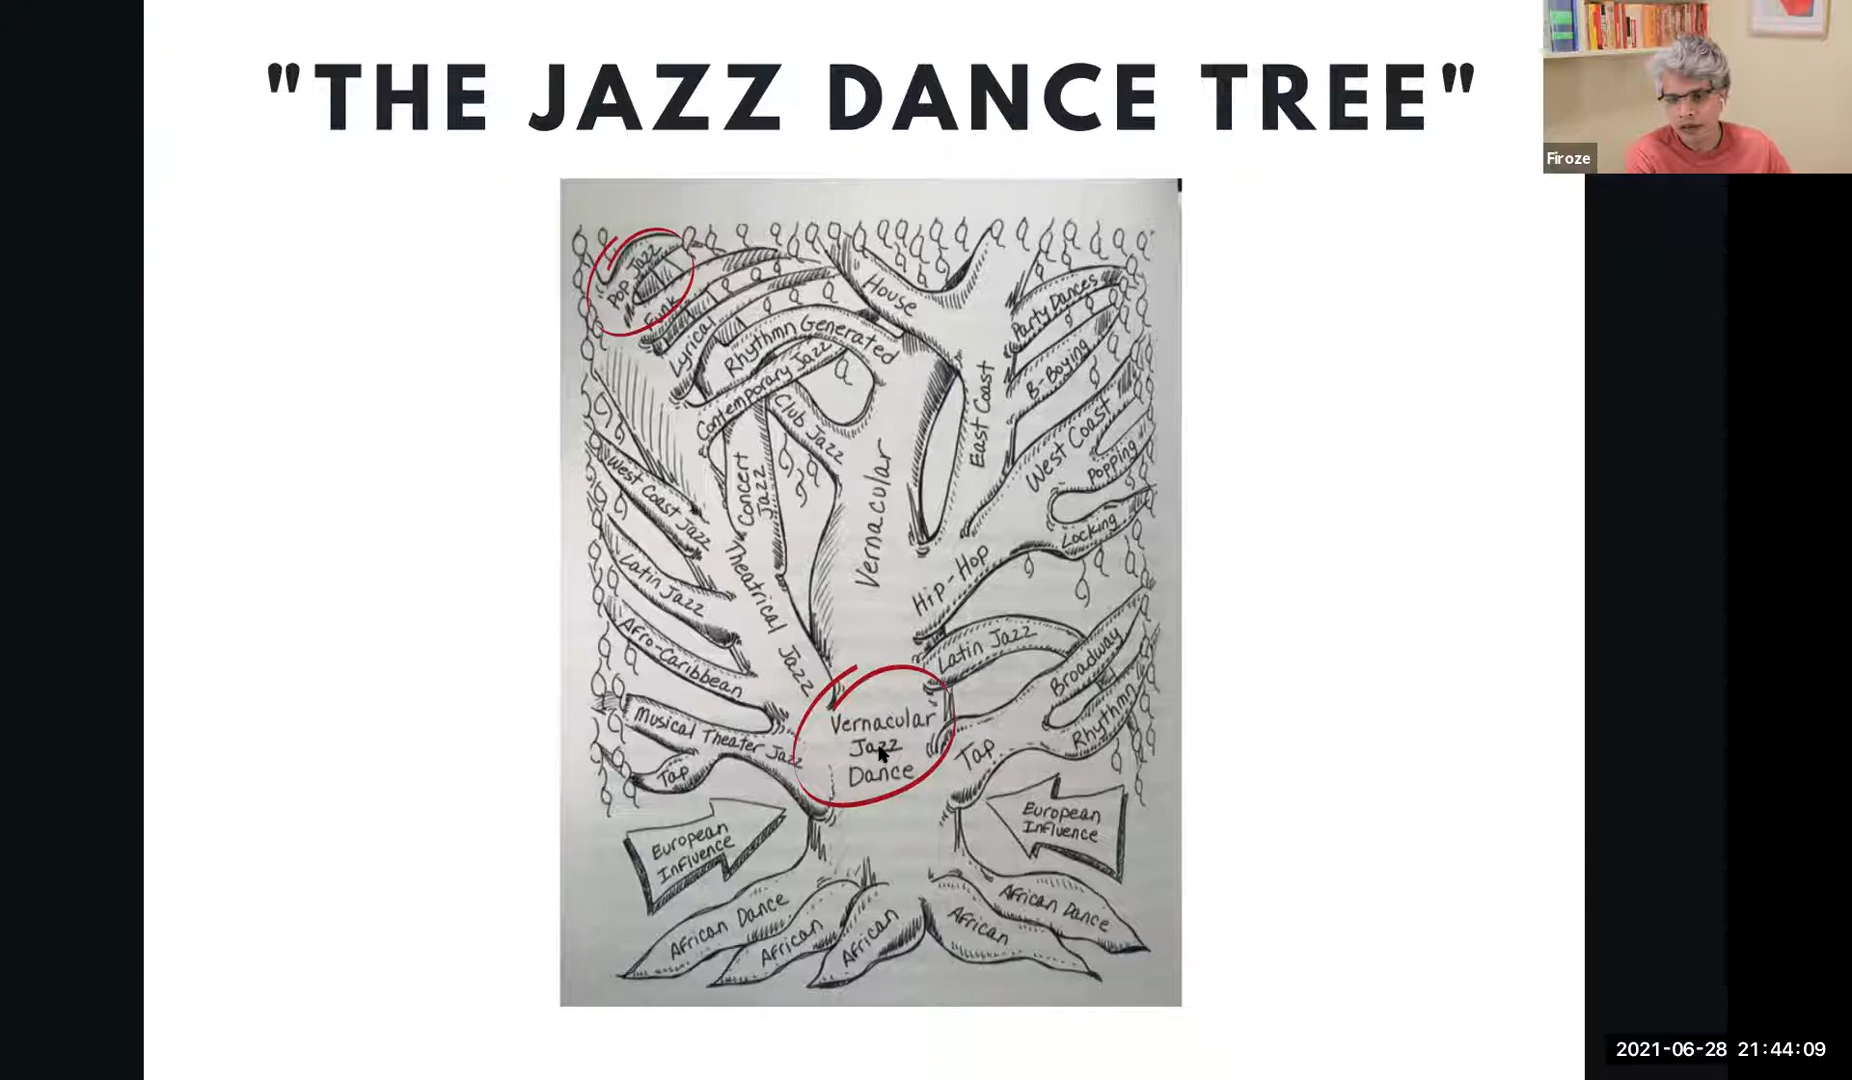 "THE JAZZ DANCE TREE"
Firoze
Pop Jazz
Funk
Lyrical
Rhythmn Generated
Contemporary Jazz
Club Jazz
House
Party Dances
B-Boying
East Coast
West Coast
Popping
Locking
Vernacular
Hip-Hop
Concert
Jazz
Theatrical Jazz
West Coast Jazz
Latin Jazz
Afro-Caribbean
Musical Theater Jazz
Tap
Latin Jazz
Broadway
Rhythmn
Tap
Vernacular
Jazz
Dance
European
Influence
European
Influence
African Dance
African
African
African
African Dance
2021-06-28 21:44:09